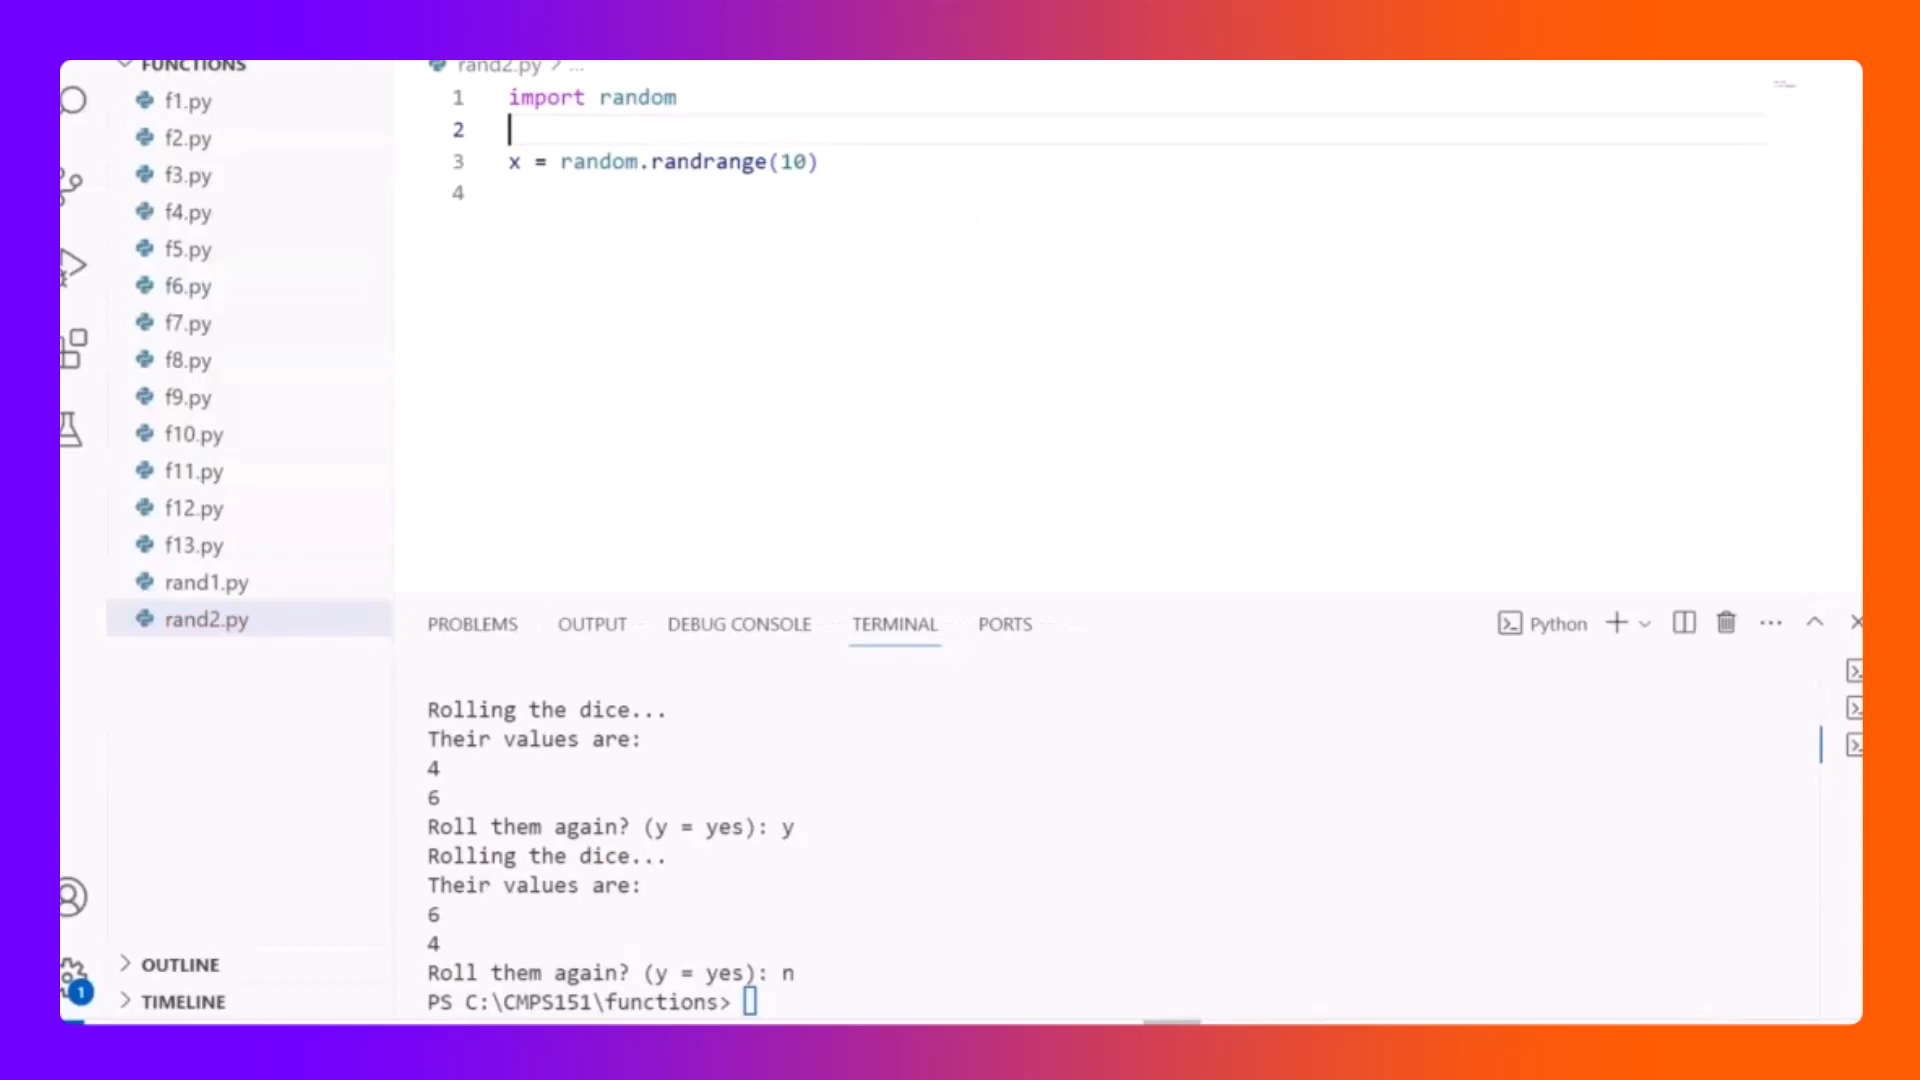 FUNCTIONS
f1.py
f2.py
f3.py
f4.py
f5.py
f6.py
f7.py
f8.py
f9.py
f10.py
f11.py
f12.py
f13.py
rand1.py
rand2.py
OUTLINE
TIMELINE
1
rand2.py > ...
1 import random
2
3 x = random.randrange(10)
4
PROBLEMS OUTPUT DEBUG CONSOLE TERMINAL PORTS Python
Rolling the dice...
Their values are:
4
6
Roll them again? (y = yes): y
Rolling the dice...
Their values are:
6
4
Roll them again? (y = yes): n
PS C:\CMPS151\functions>